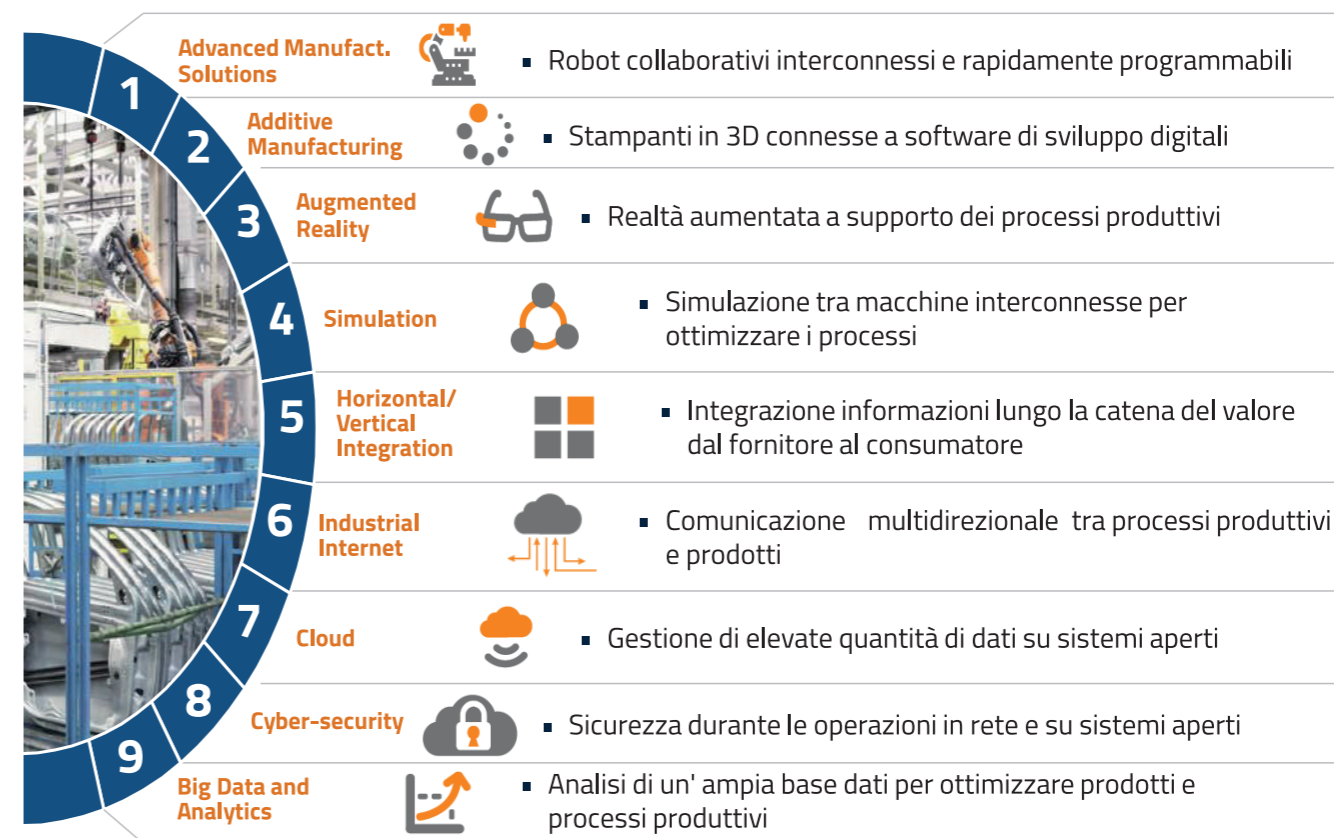 1
Advanced Manufact.
Solutions
▪ Robot collaborativi interconnessi e rapidamente programmabili
2
Additive
Manufacturing
▪ Stampanti in 3D connesse a software di sviluppo digitali
3
Augmented
Reality
▪ Realtà aumentata a supporto dei processi produttivi
4
Simulation
▪ Simulazione tra macchine interconnesse per
ottimizzare i processi
5
Horizontal/
Vertical
Integration
▪ Integrazione informazioni lungo la catena del valore
dal fornitore al consumatore
6
Industrial
Internet
▪ Comunicazione multidirezionale tra processi produttivi
e prodotti
7
Cloud
▪ Gestione di elevate quantità di dati su sistemi aperti
8
Cyber-security
▪ Sicurezza durante le operazioni in rete e su sistemi aperti
9
Big Data and
Analytics
▪ Analisi di un' ampia base dati per ottimizzare prodotti e
processi produttivi